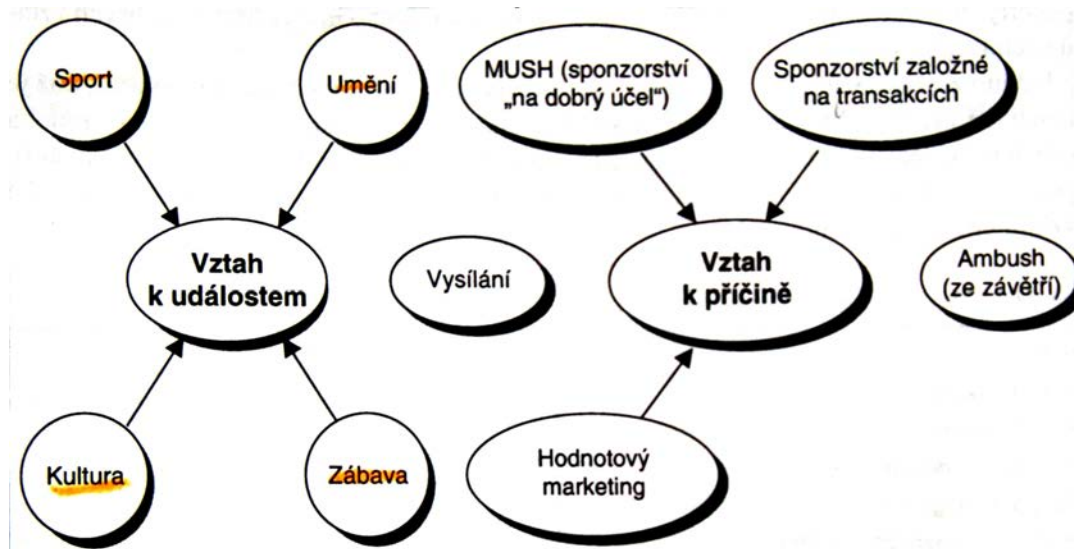 Sport
Umění
MUSH (sponzorství
„na dobrý účel“)
Sponzorství založné
na transakcích
Vztah
k událostem
Vysílání
Vztah
k příčině
Ambush
(ze závětří)
Kultura
Zábava
Hodnotový
marketing